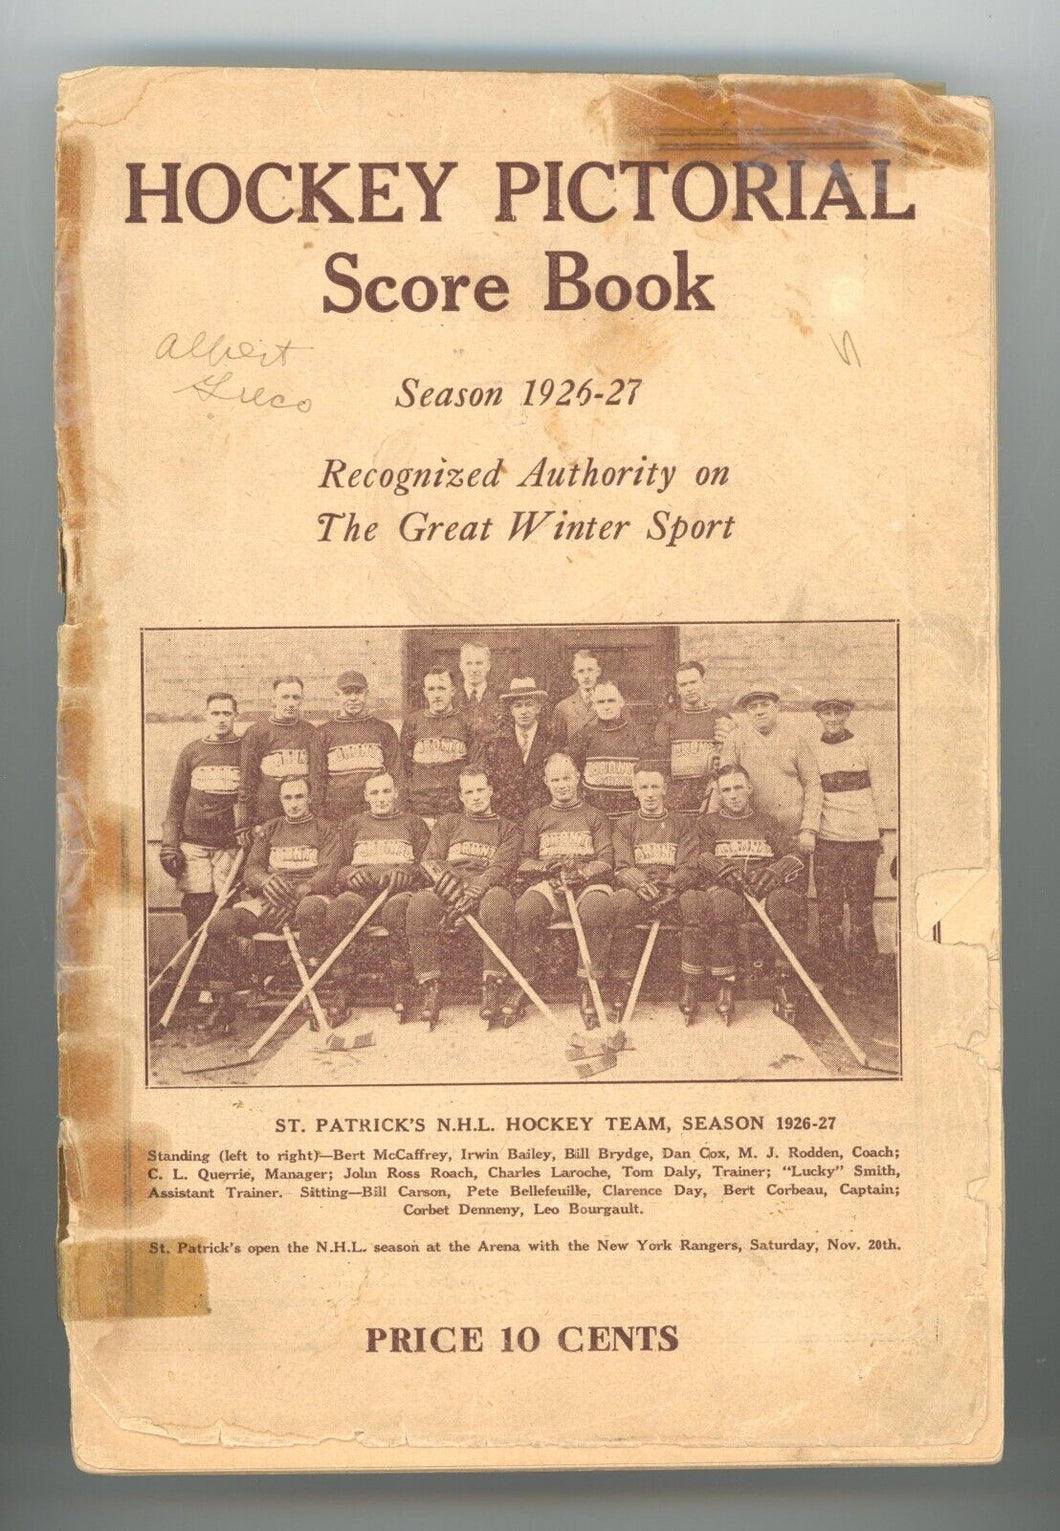 HOCKEY PICTORIAL
Score Book
Albert
Season 1926-27
Recognized Authority on
The Great Winter Sport
ST. PATRICK'S N.H.L. HOCKEY TEAM, SEASON 1926-27
Standing (left to right)—Bert McCaffrey, Irwin Bailey, Bill Brydge, Dan Cox, M. J. Rodden, Coach;
C. L. Querrie, Manager; John Ross Roach, Charles Laroche, Tom Daly, Trainer; "Lucky" Smith,
Assistant Trainer. Sitting—Bill Carson, Pete Bellefeuille, Clarence Day, Bert Corbeau, Captain;
Corbet Denneny, Leo Bourgault.
St. Patrick's open the N.H.L. season at the Arena with the New York Rangers, Saturday, Nov. 20th.
PRICE 10 CENTS